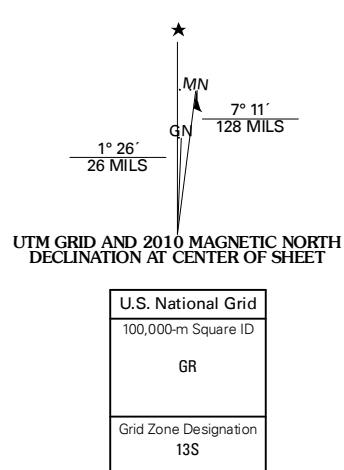 ★
MN
7° 11´
128 MILS
GN
1° 26´
26 MILS
UTM GRID AND 2010 MAGNETIC NORTH
DECLINATION AT CENTER OF SHEET
U.S. National Grid
100,000-m Square ID
GR
Grid Zone Designation
13S